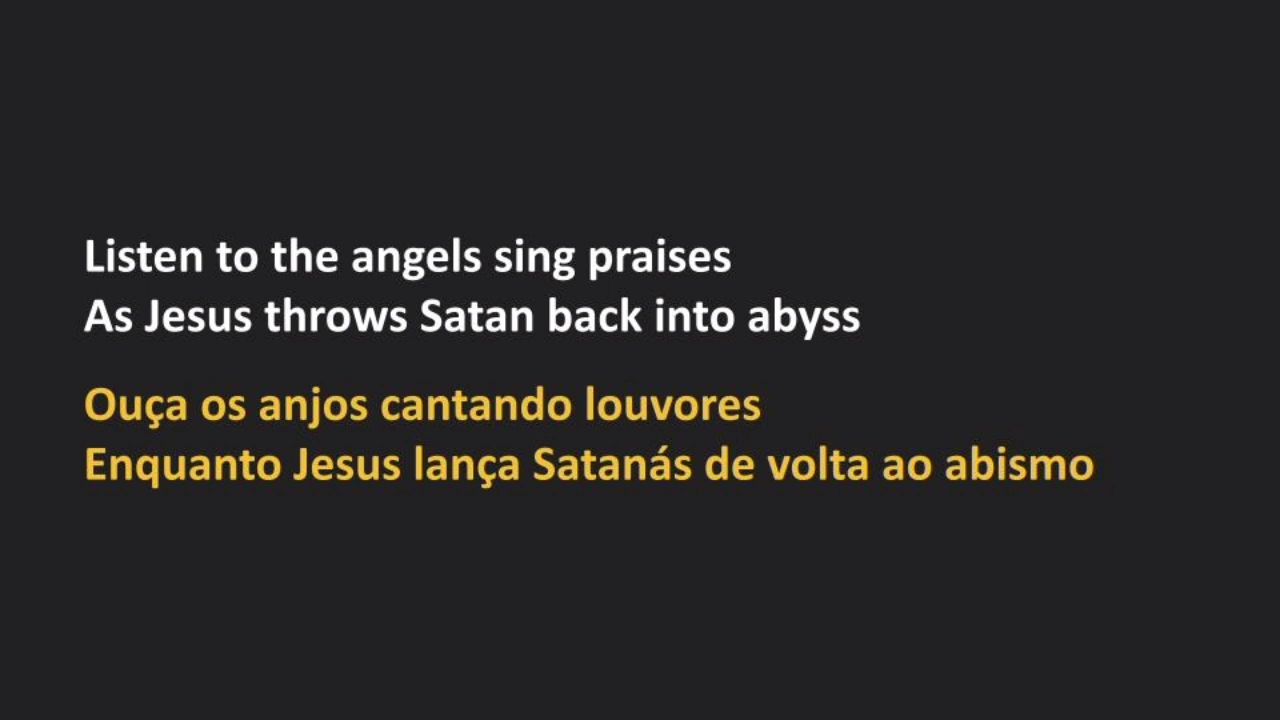 Listen to the angels sing praises
As Jesus throws Satan back into abyss
Ouça os anjos cantando louvores
Enquanto Jesus lança Satanás de volta ao abismo